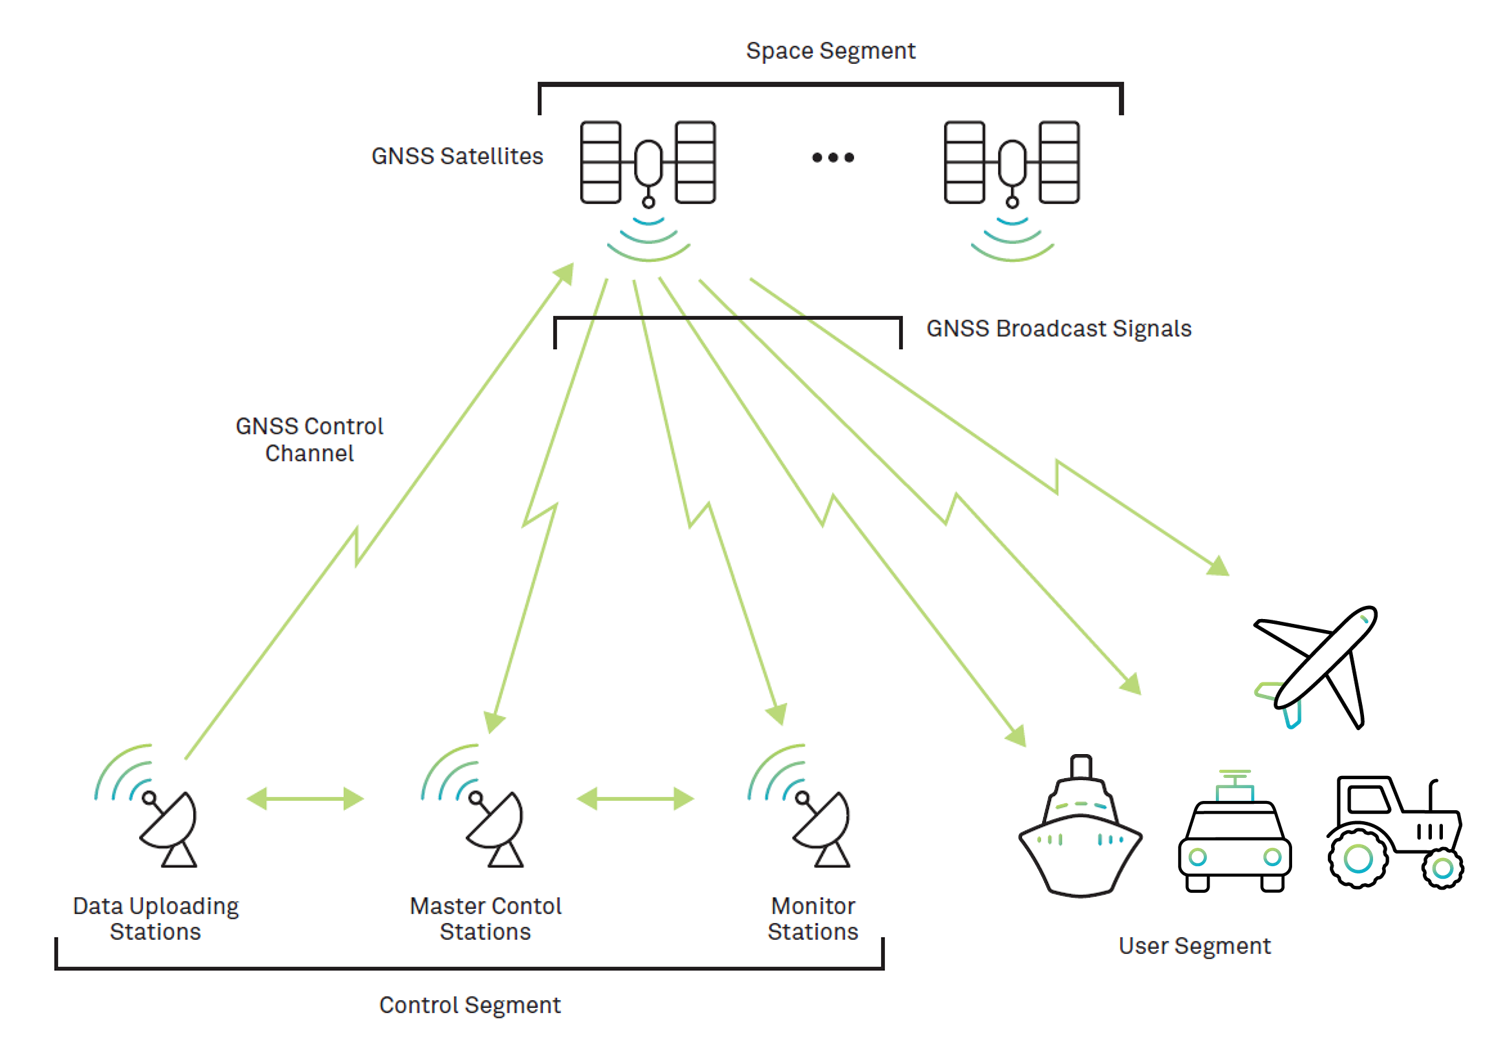 Space Segment
GNSS Satellites
GNSS Broadcast Signals
GNSS Control
Channel
Data Uploading
Stations
Master Contol
Stations
Monitor
Stations
User Segment
Control Segment